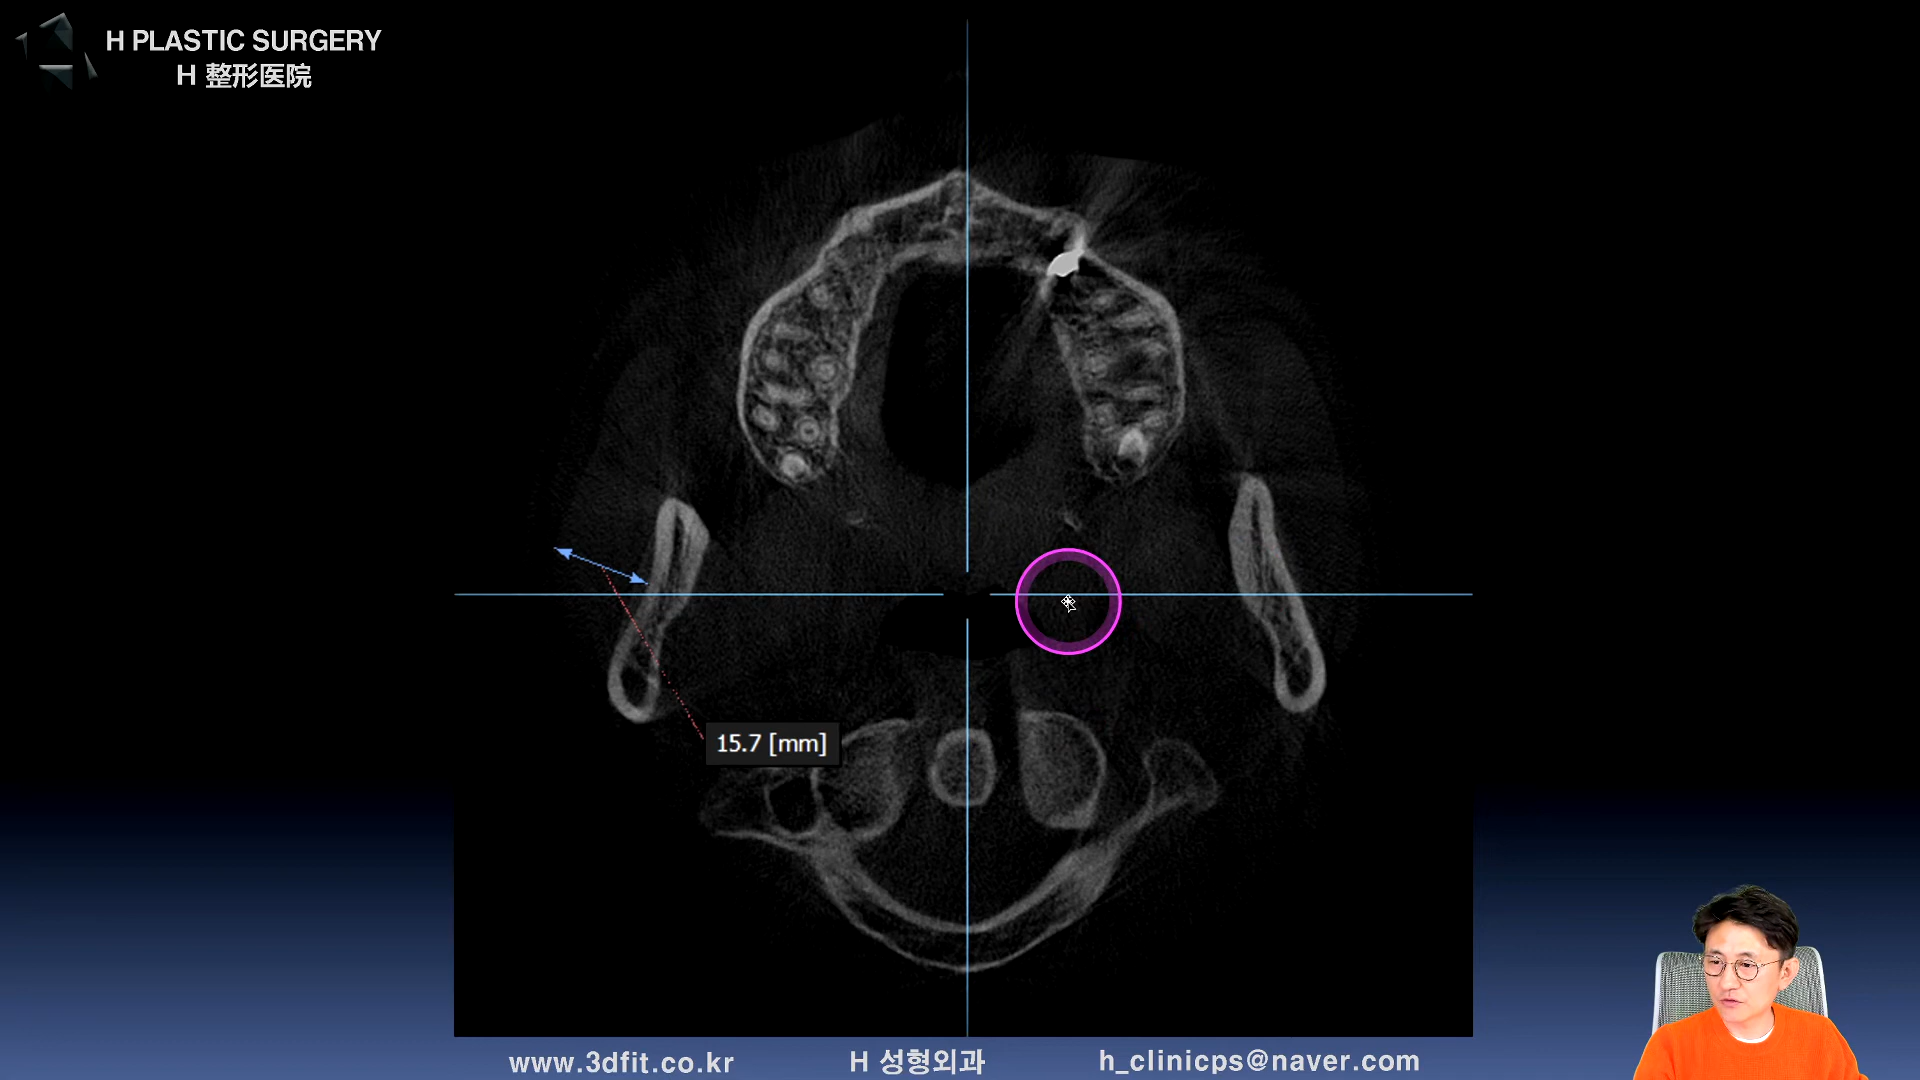 H PLASTIC SURGERY
H 整形医院
15.7 [mm]
www.3dfit.co.kr
H 성형외과
h_clinicps@naver.com